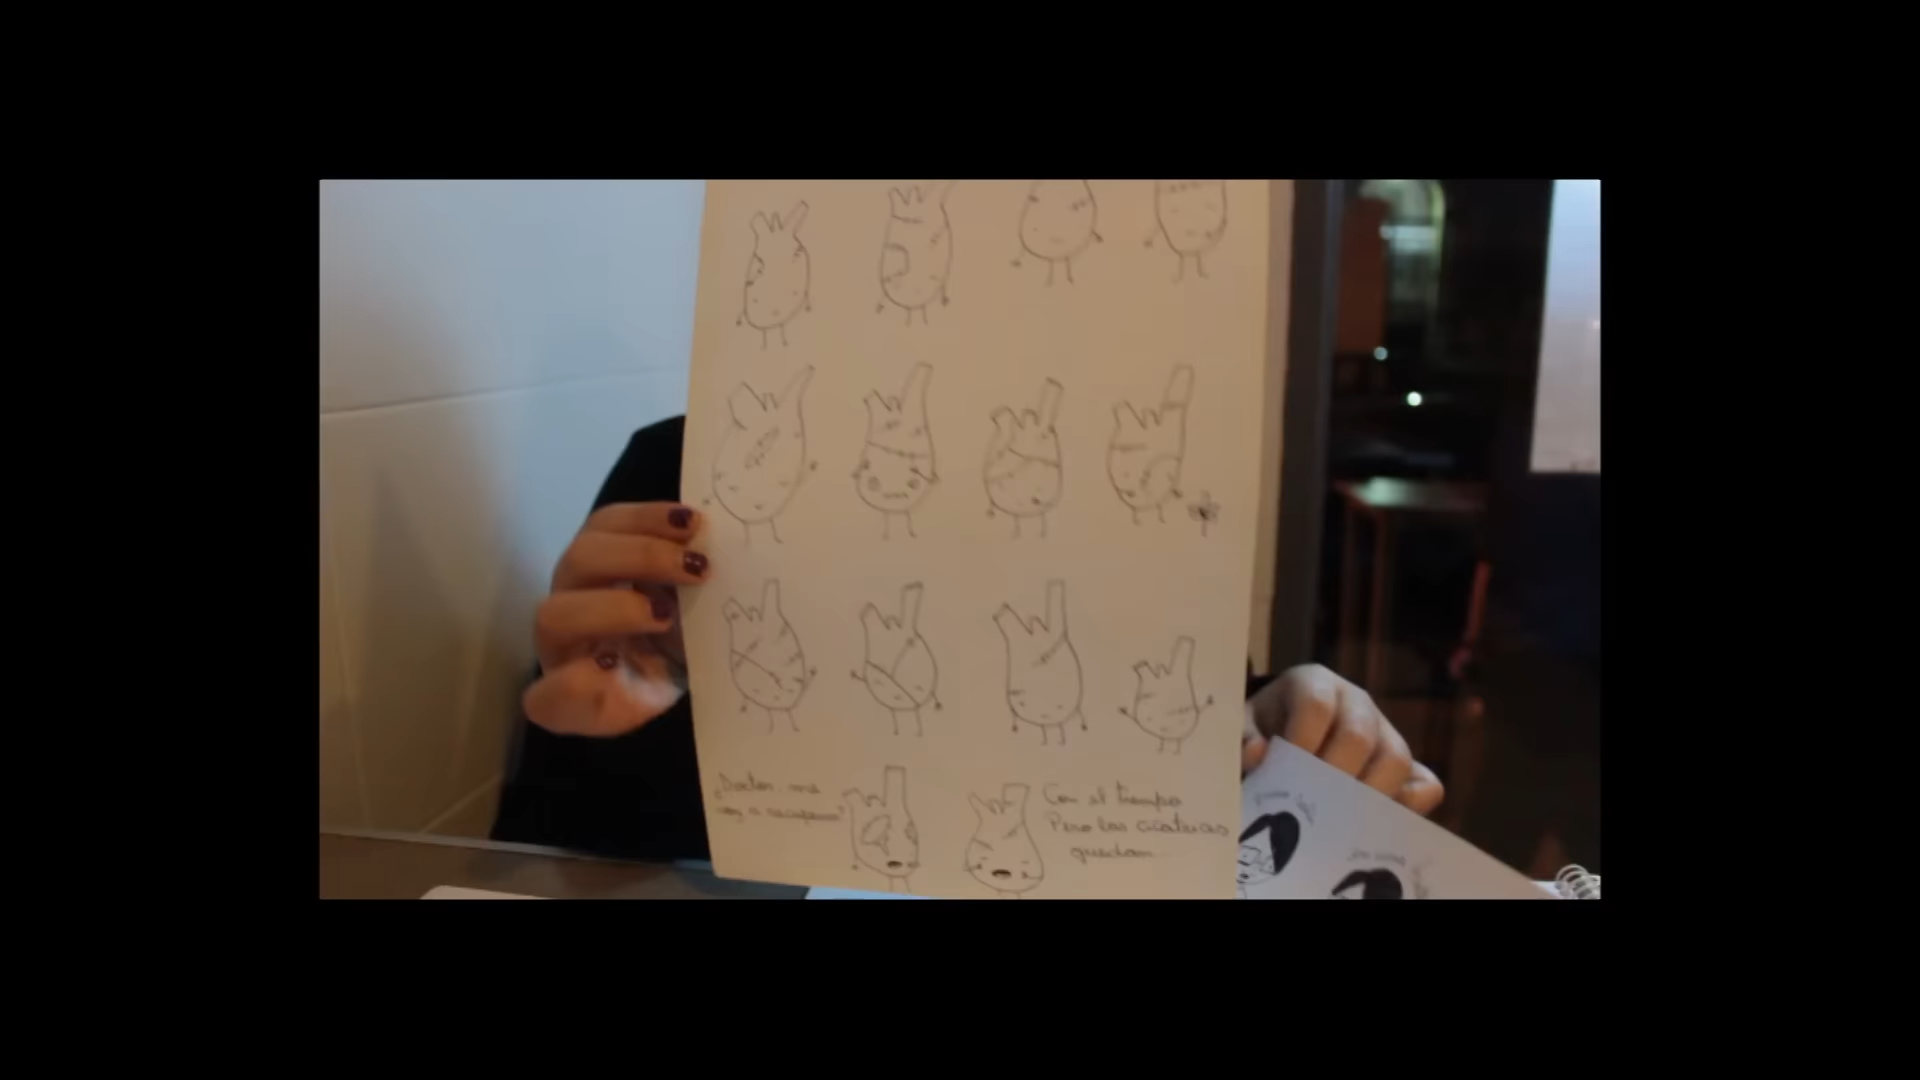 ¿Doctor, me
voy a recuperar?
Con el tiempo
Pero las cicatrices
quedan...